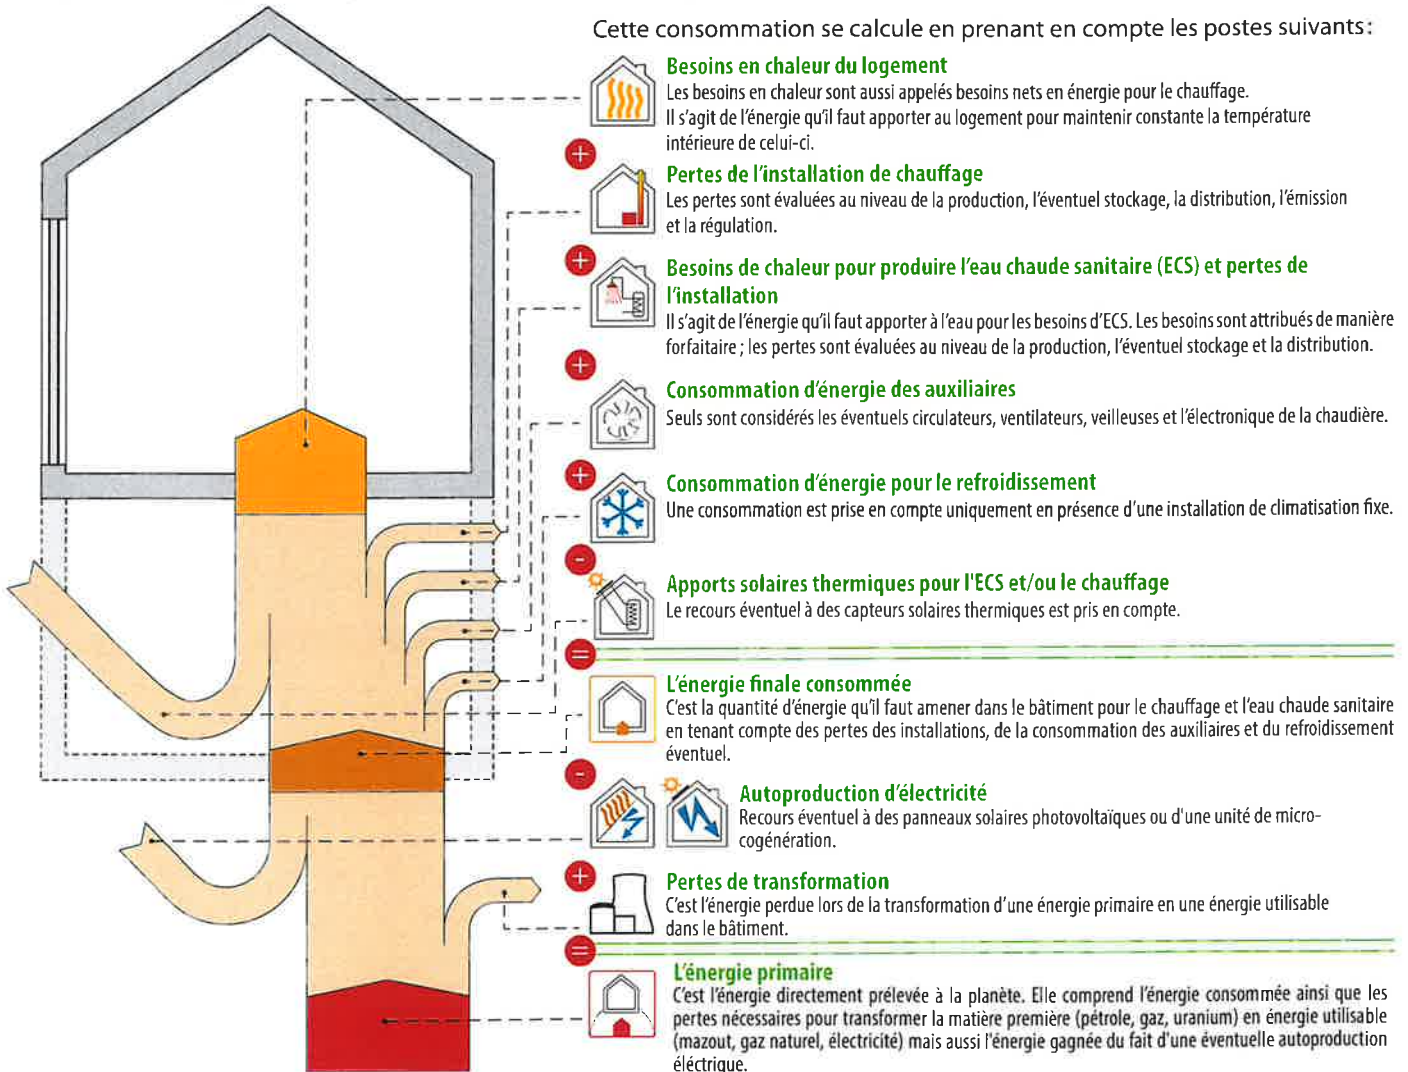 Cette consommation se calcule en prenant en compte les postes suivants :
Besoins en chaleur du logement
Les besoins en chaleur sont aussi appelés besoins nets en énergie pour le chauffage.
Il s'agit de l'énergie qu'il faut apporter au logement pour maintenir constante la température
intérieure de celui-ci.
+
Pertes de l'installation de chauffage
Les pertes sont évaluées au niveau de la production, l'éventuel stockage, la distribution, l'émission
et la régulation.
+
Besoins de chaleur pour produire l'eau chaude sanitaire (ECS) et pertes de
l'installation
Il s'agit de l'énergie qu'il faut apporter à l'eau pour les besoins d'ECS. Les besoins sont attribués de manière
forfaitaire ; les pertes sont évaluées au niveau de la production, l'éventuel stockage et la distribution.
+
Consommation d'énergie des auxiliaires
Seuls sont considérés les éventuels circulateurs, ventilateurs, veilleuses et l'électronique de la chaudière.
+
Consommation d'énergie pour le refroidissement
Une consommation est prise en compte uniquement en présence d'une installation de climatisation fixe.
-
Apports solaires thermiques pour l'ECS et/ou le chauffage
Le recours éventuel à des capteurs solaires thermiques est pris en compte.
=
L'énergie finale consommée
C'est la quantité d'énergie qu'il faut amener dans le bâtiment pour le chauffage et l'eau chaude sanitaire
en tenant compte des pertes des installations, de la consommation des auxiliaires et du refroidissement
éventuel.
-
Autoproduction d'électricité
Recours éventuel à des panneaux solaires photovoltaïques ou d'une unité de micro-
cogénération.
+
Pertes de transformation
C'est l'énergie perdue lors de la transformation d'une énergie primaire en une énergie utilisable
dans le bâtiment.
=
L'énergie primaire
C'est l'énergie directement prélevée à la planète. Elle comprend l'énergie consommée ainsi que les
pertes nécessaires pour transformer la matière première (pétrole, gaz, uranium) en énergie utilisable
(mazout, gaz naturel, électricité) mais aussi l'énergie gagnée du fait d'une éventuelle autoproduction
éléctrique.